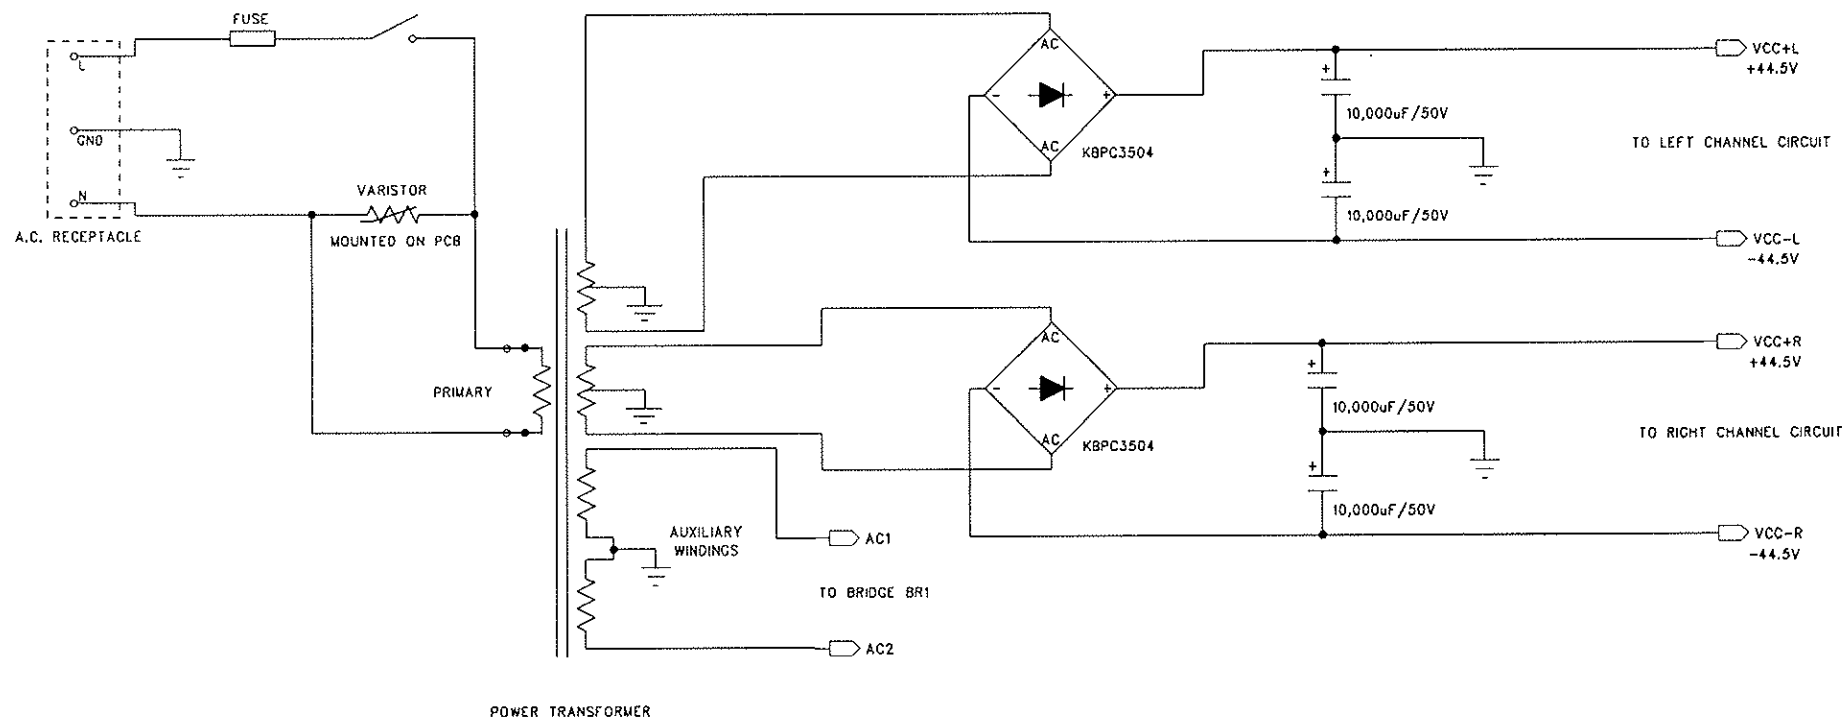 FUSE
L
GND
N
A.C. RECEPTACLE
VARISTOR
MOUNTED ON PCB
PRIMARY
POWER TRANSFORMER
AC
-
+
AC
KBPC3504
+
10,000uF/50V
+
10,000uF/50V
VCC+L
+44.5V
TO LEFT CHANNEL CIRCUIT
VCC-L
-44.5V
AC
-
+
AC
KBPC3504
+
10,000uF/50V
+
10,000uF/50V
VCC+R
+44.5V
TO RIGHT CHANNEL CIRCUIT
VCC-R
-44.5V
AUXILIARY
WINDINGS
AC1
TO BRIDGE BR1
AC2